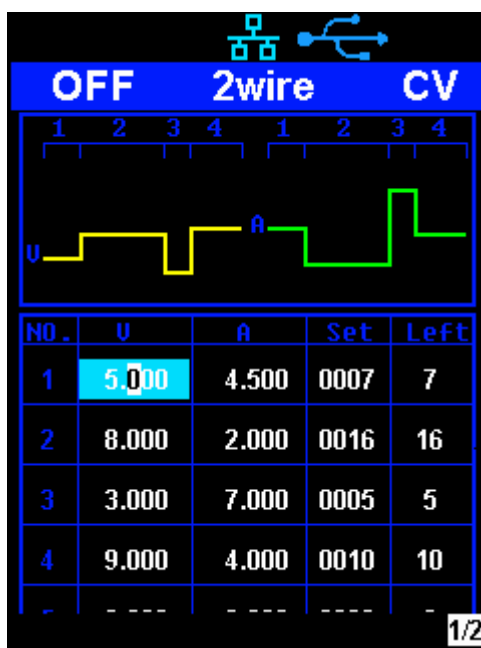 OFF 2wire CV
1 2 3 4 1 2 3 4
V A
NO. V A Set Left
1 5.000 4.500 0007 7
2 8.000 2.000 0016 16
3 3.000 7.000 0005 5
4 9.000 4.000 0010 10
1/2